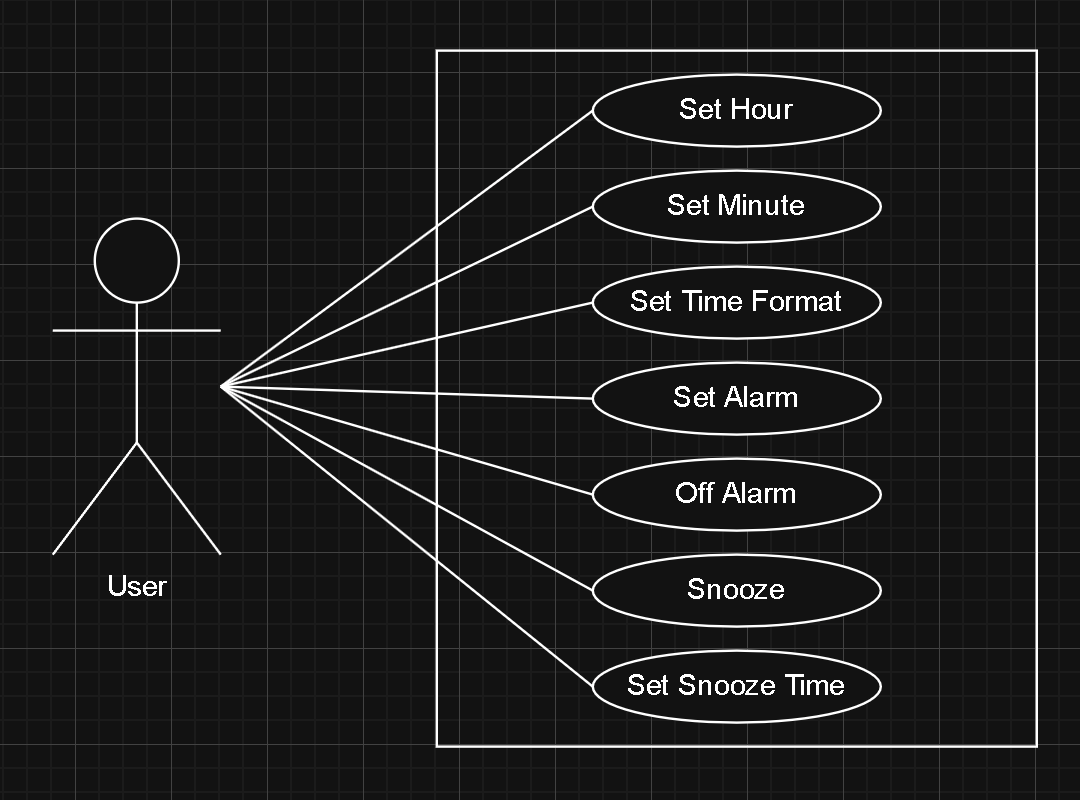 Set Hour
Set Minute
Set Time Format
Set Alarm
Off Alarm
Snooze
Set Snooze Time
User